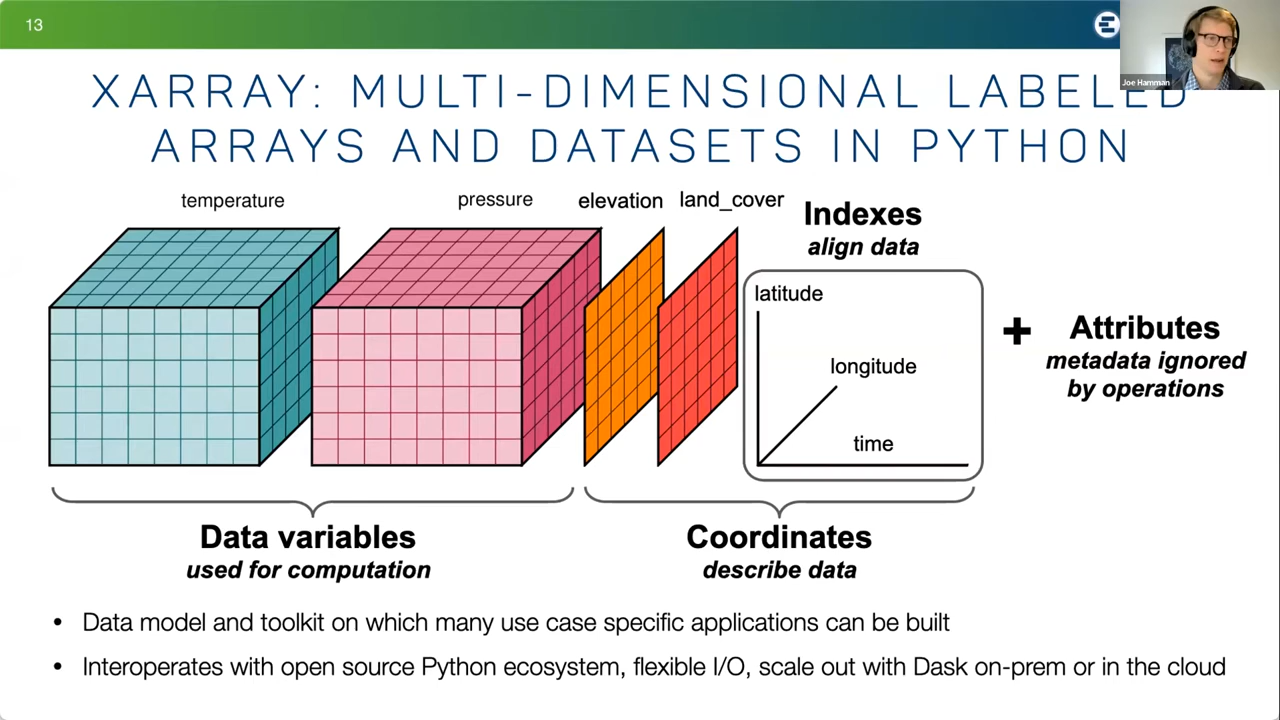 13
Joe Hamman
XARRAY: MULTI-DIMENSIONAL LABELED
ARRAYS AND DATASETS IN PYTHON
temperature
pressure
elevation
land_cover
Indexes
align data
latitude
longitude
time
+
Attributes
metadata ignored
by operations
Data variables
used for computation
Coordinates
describe data
• Data model and toolkit on which many use case specific applications can be built
• Interoperates with open source Python ecosystem, flexible I/O, scale out with Dask on-prem or in the cloud